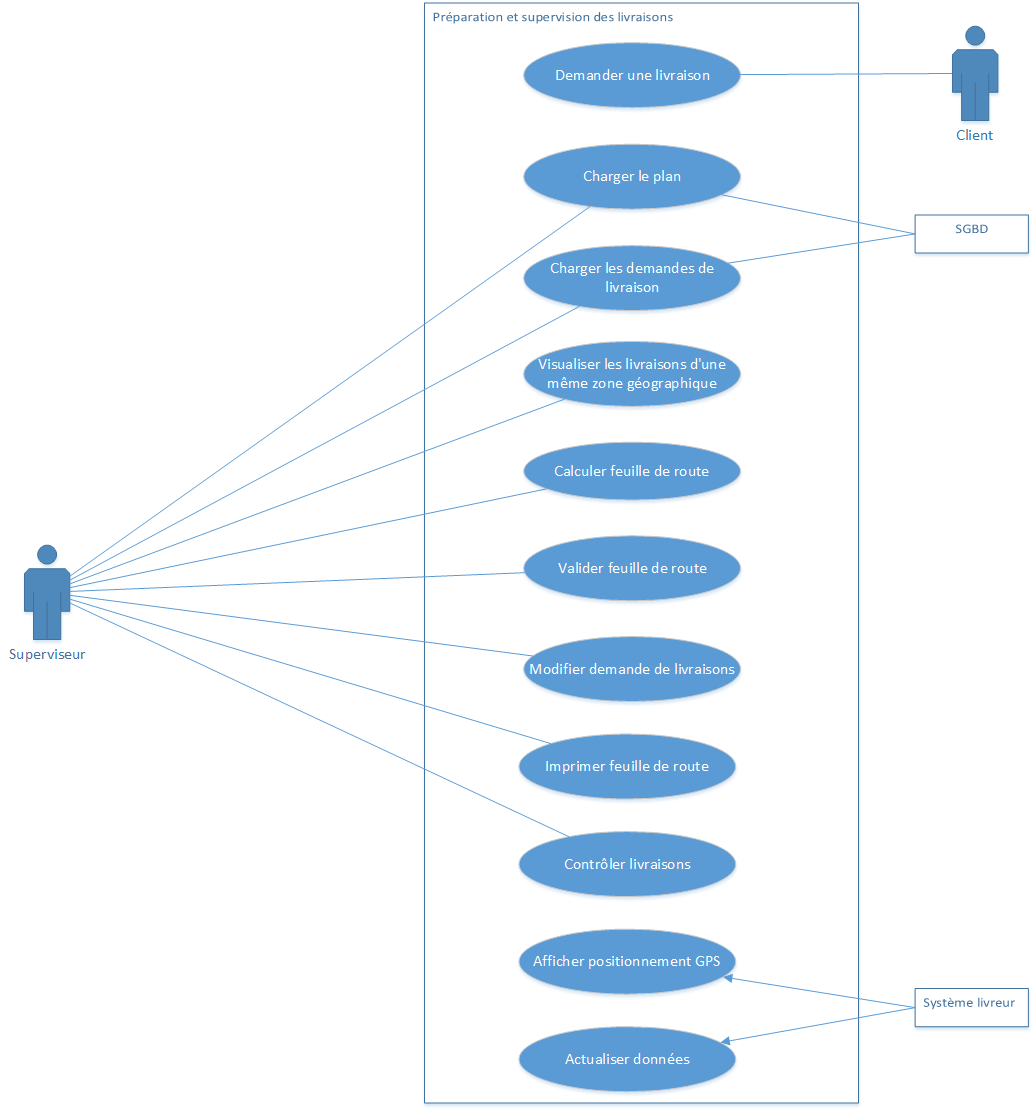 Préparation et supervision des livraisons
Demander une livraison
Client
Charger le plan
SGBD
Charger les demandes de
livraison
Visualiser les livraisons d'une
même zone géographique
Calculer feuille de route
Valider feuille de route
Superviseur
Modifier demande de livraisons
Imprimer feuille de route
Contrôler livraisons
Afficher positionnement GPS
Système livreur
Actualiser données